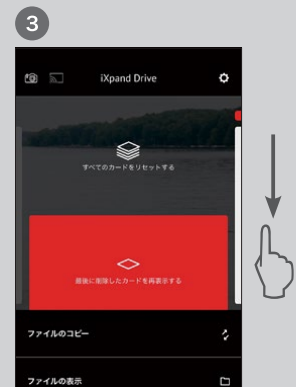 3
iXpand Drive
すべてのカードをリセットする
最後に削除したカードを再表示する
ファイルのコピー
ファイルの表示